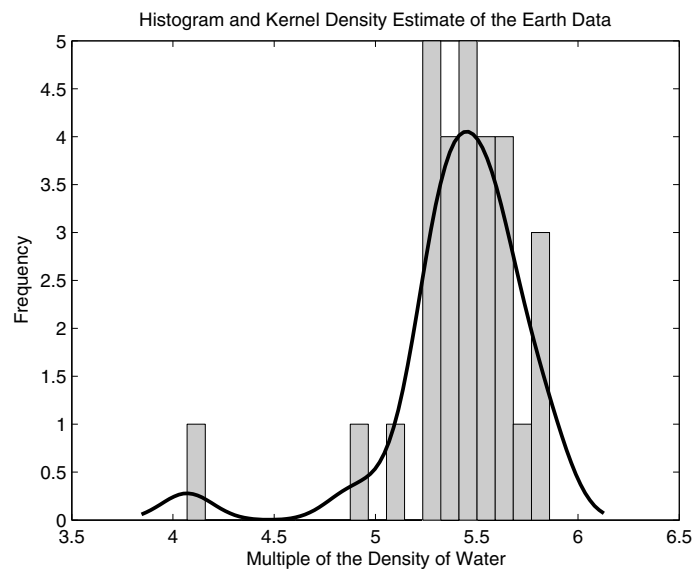 Histogram and Kernel Density Estimate of the Earth Data
5
4.5
4
3.5
3
2.5
2
1.5
1
0.5
0
Frequency
3.5 4 4.5 5 5.5 6 6.5
Multiple of the Density of Water